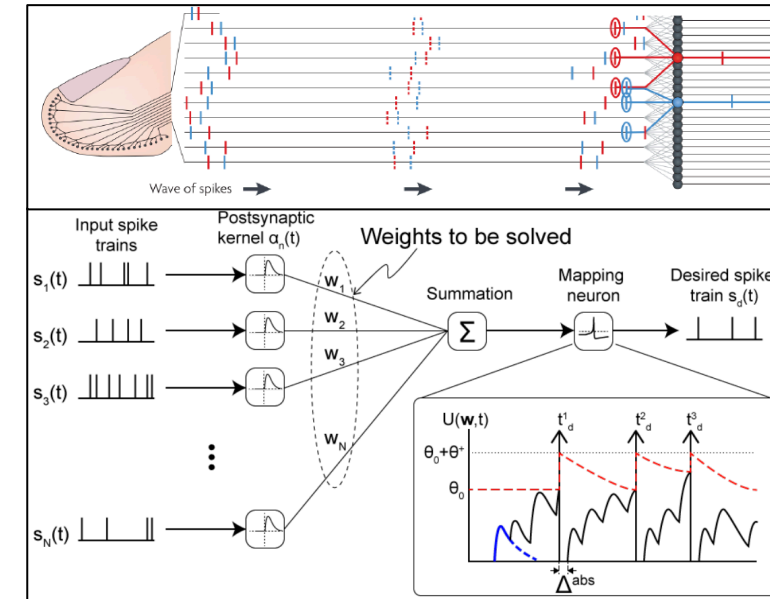 Wave of spikes
Input spike
trains
Postsynaptic
kernel αn(t)
Weights to be solved
Summation
Mapping
neuron
Desired spike
train sd(t)
s1(t)
w1
Σ
s2(t)
w2
s3(t)
w3
wN
sN(t)
U(w,t)
t1d
t2d
t3d
θ0+θ+
θ0
Δabs